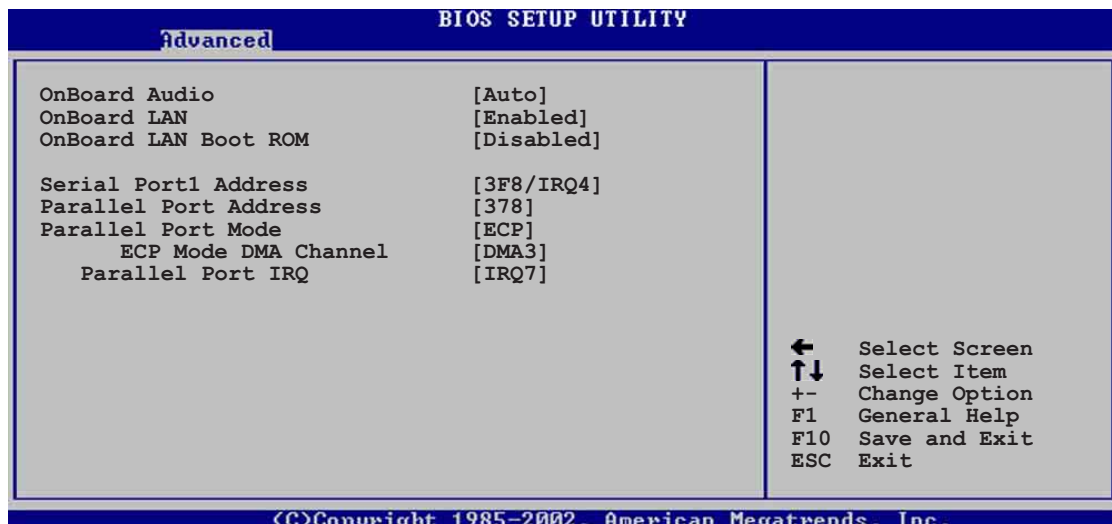 BIOS SETUP UTILITY
Advanced
OnBoard Audio [Auto]
OnBoard LAN [Enabled]
OnBoard LAN Boot ROM [Disabled]
Serial Port1 Address [3F8/IRQ4]
Parallel Port Address [378]
Parallel Port Mode [ECP]
ECP Mode DMA Channel [DMA3]
Parallel Port IRQ [IRQ7]
← Select Screen
↑↓ Select Item
+- Change Option
F1 General Help
F10 Save and Exit
ESC Exit
(C)Copyright 1985-2002, American Megatrends, Inc.